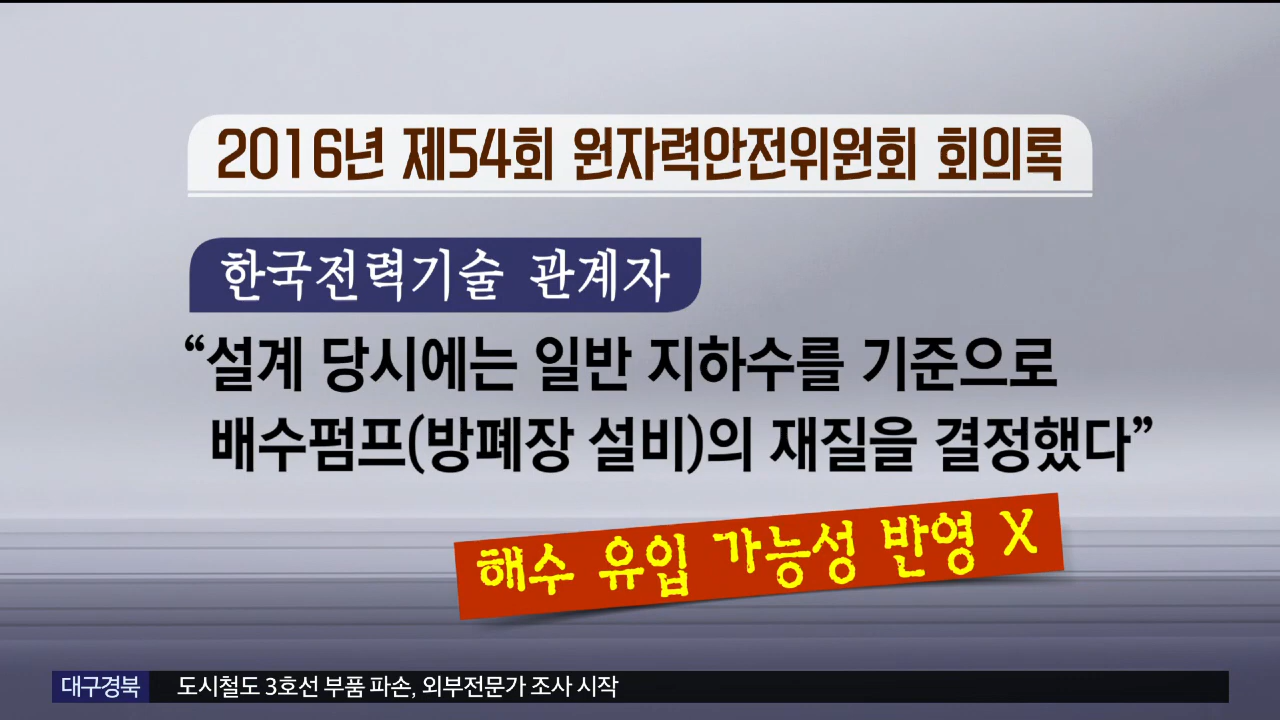 2016년 제54회 원자력안전위원회 회의록
한국전력기술 관계자
“설계 당시에는 일반 지하수를 기준으로
배수펌프(방폐장 설비)의 재질을 결정했다”
해수 유입 가능성 반영 X
대구경북 도시철도 3호선 부품 파손, 외부전문가 조사 시작